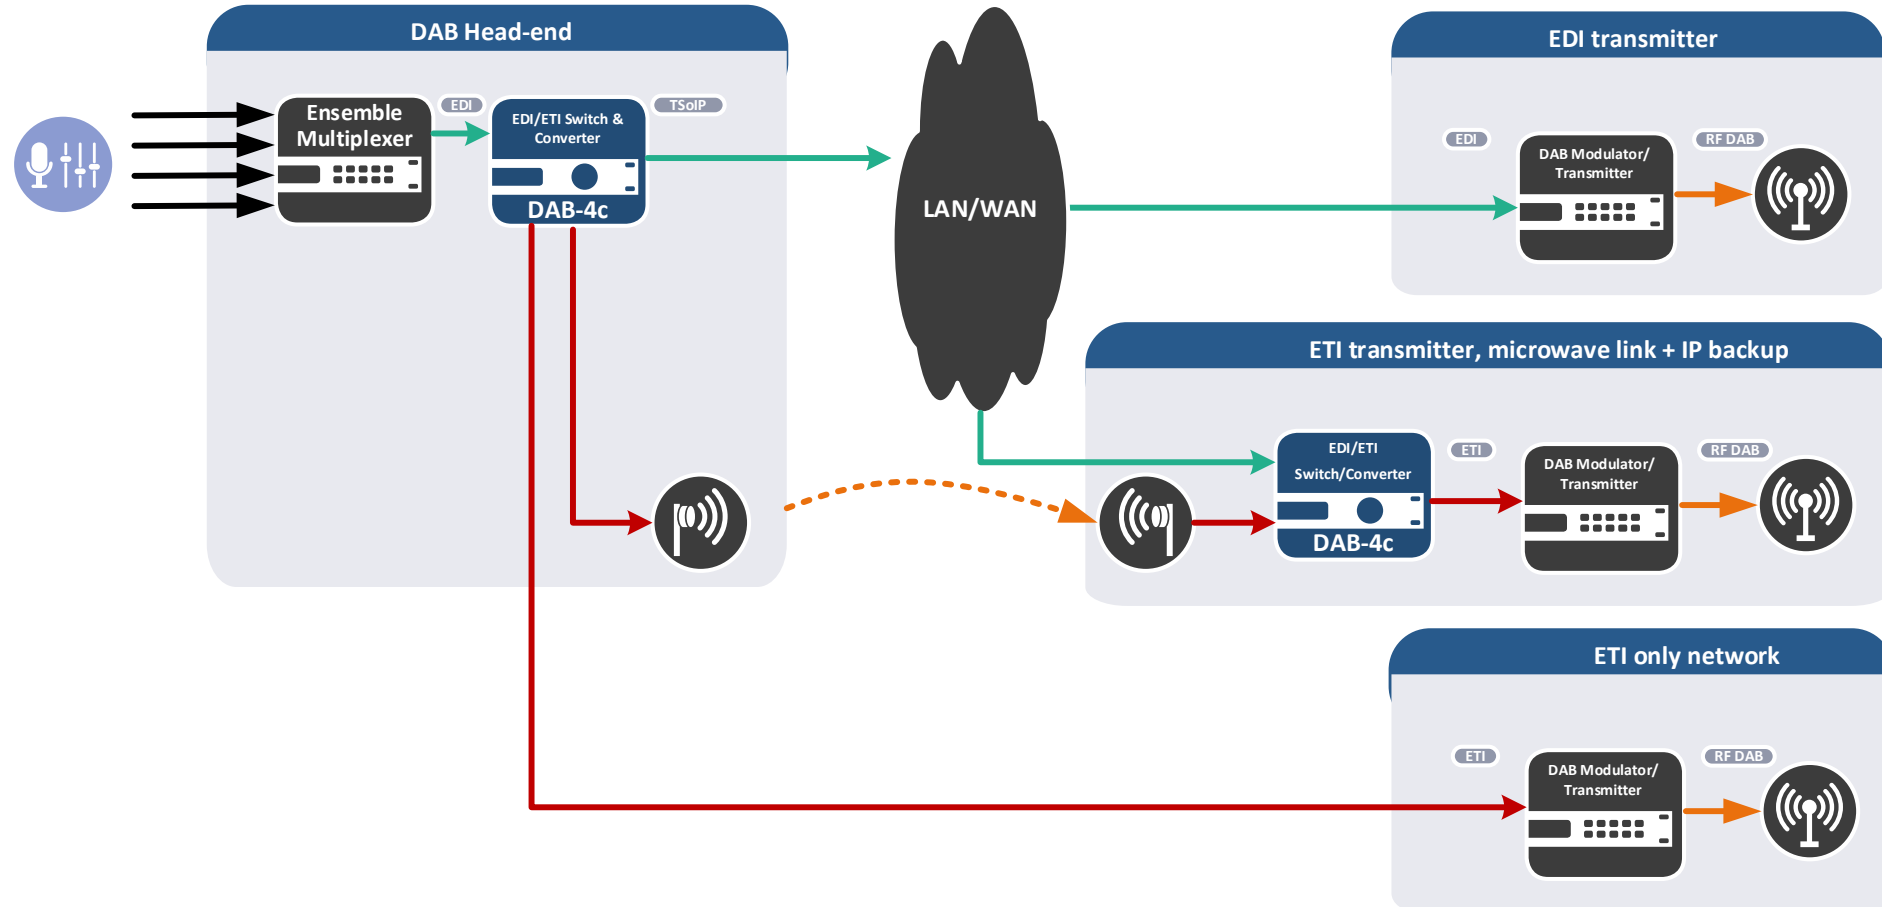 DAB Head-end
Ensemble
Multiplexer
EDI
EDI/ETI Switch &
Converter
DAB-4c
TSoIP
LAN/WAN
EDI transmitter
EDI
DAB Modulator/
Transmitter
RF DAB
ETI transmitter, microwave link + IP backup
EDI/ETI
Switch/Converter
DAB-4c
ETI
DAB Modulator/
Transmitter
RF DAB
ETI only network
ETI
DAB Modulator/
Transmitter
RF DAB